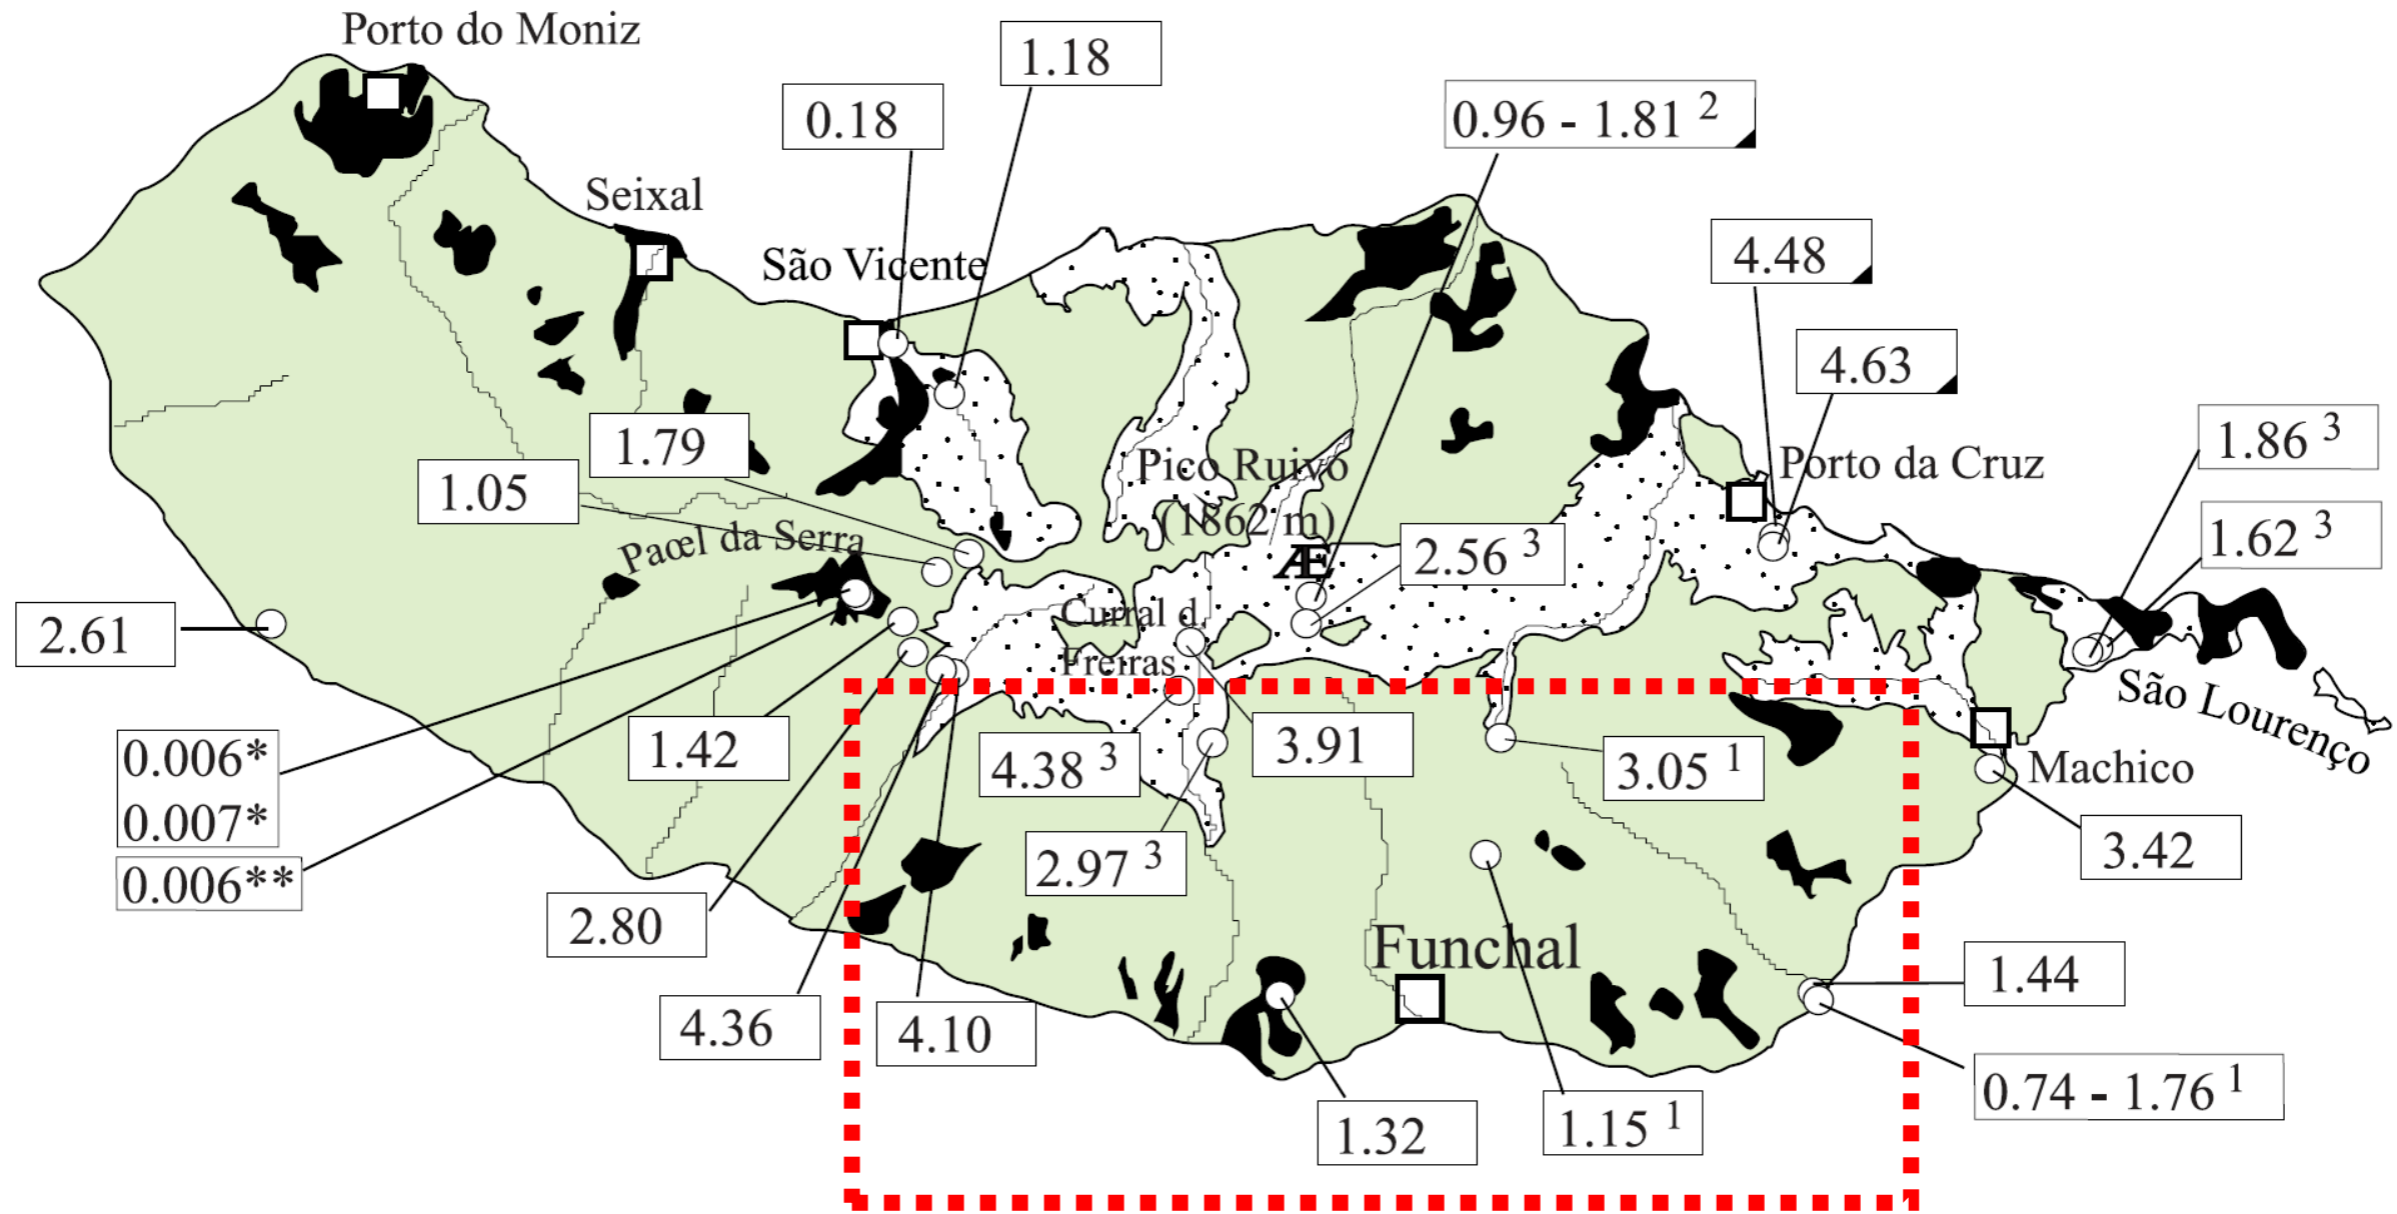 Porto do Moniz
1.18
0.18
0.96 - 1.81 ²
Seixal
4.48
São Vicente
4.63
1.79
1.86 ³
Pico Ruivo
(1862 m)
Porto da Cruz
1.05
1.62 ³
Paœl da Serra
Æ
2.56 ³
2.61
Curral d.
Freiras
São Lourenço
0.006*
0.007*
0.006**
1.42
4.38 ³
3.91
3.05 ¹
Machico
2.97 ³
3.42
2.80
Funchal
1.44
4.36
4.10
0.74 - 1.76 ¹
1.32
1.15 ¹